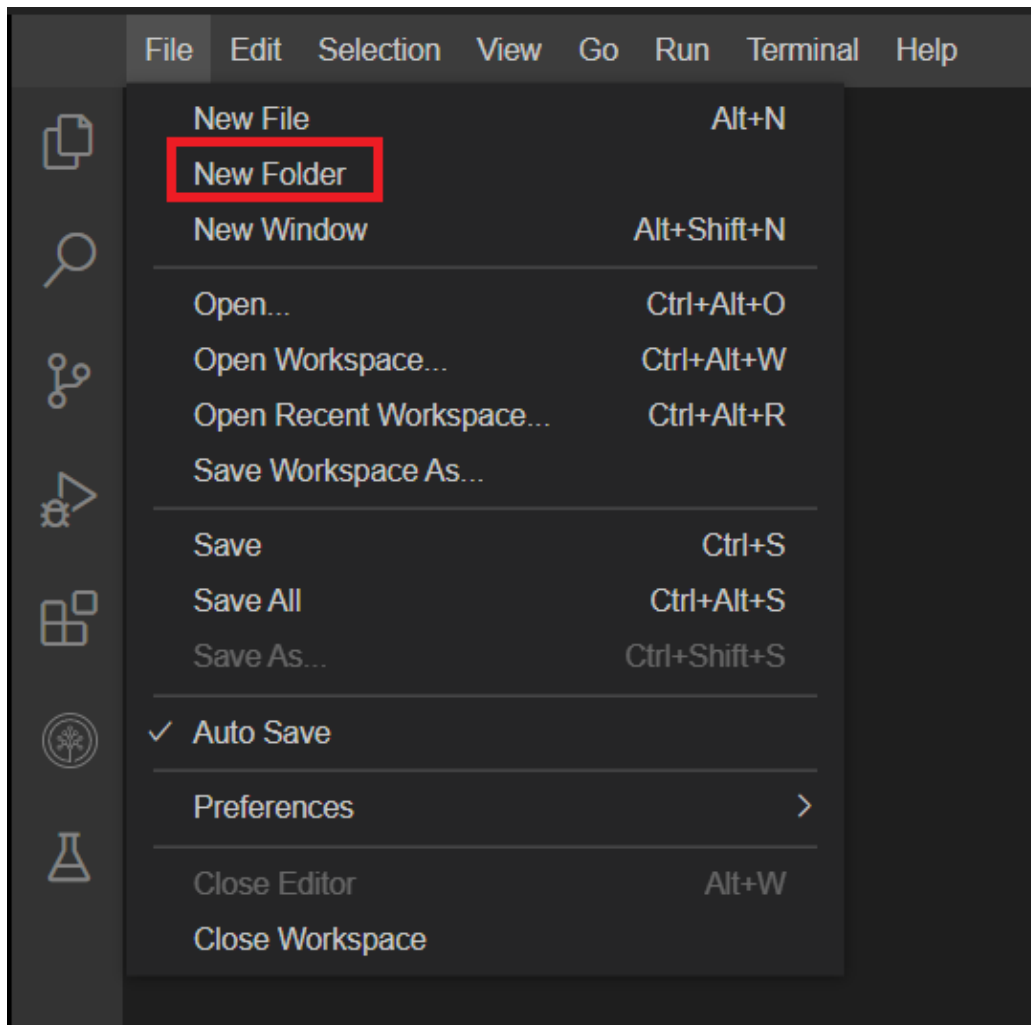 File Edit Selection View Go Run Terminal Help
New File Alt+N
New Folder
New Window Alt+Shift+N
Open... Ctrl+Alt+O
Open Workspace... Ctrl+Alt+W
Open Recent Workspace... Ctrl+Alt+R
Save Workspace As...
Save Ctrl+S
Save All Ctrl+Alt+S
Save As... Ctrl+Shift+S
Auto Save
Preferences
Close Editor Alt+W
Close Workspace